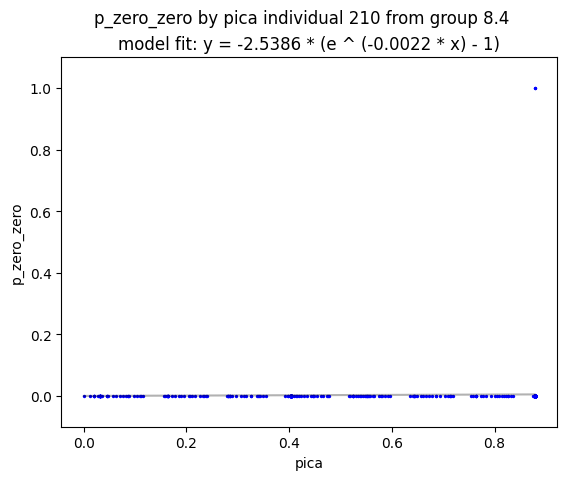 p_zero_zero by pica individual 210 from group 8.4
model fit: y = -2.5386 * (e ^ (-0.0022 * x) - 1)
p_zero_zero
1.0
0.8
0.6
0.4
0.2
0.0
0.0 0.2 0.4 0.6 0.8
pica